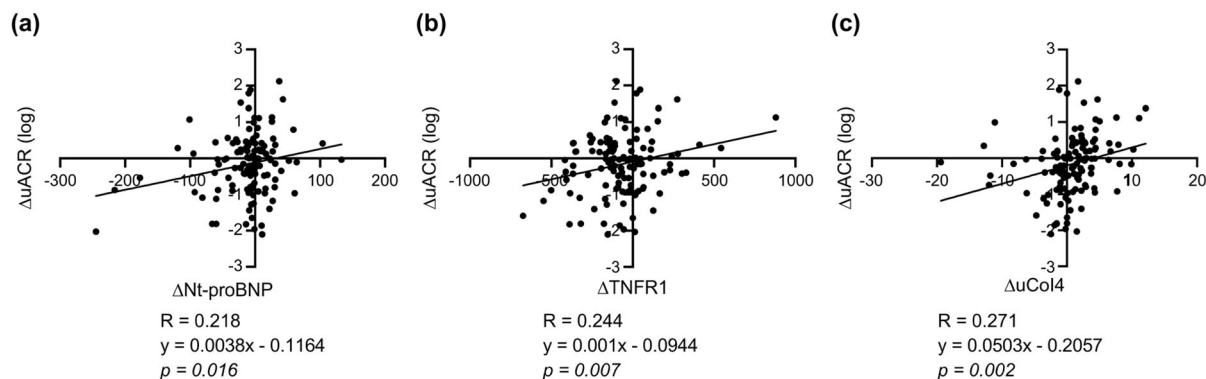 (a)
(b)
(c)
ΔuACR (log)
3
2
1
-1
-2
-3
-300
-200
-100
0
100
200
ΔNt-proBNP
R = 0.218
y = 0.0038x - 0.1164
p = 0.016
ΔuACR (log)
3
2
1
-1
-2
-3
-1000
500
0
500
1000
ΔTNFR1
R = 0.244
y = 0.001x - 0.0944
p = 0.007
ΔuACR (log)
3
2
1
-1
-2
-3
-30
-20
-10
0
10
20
ΔuCol4
R = 0.271
y = 0.0503x - 0.2057
p = 0.002